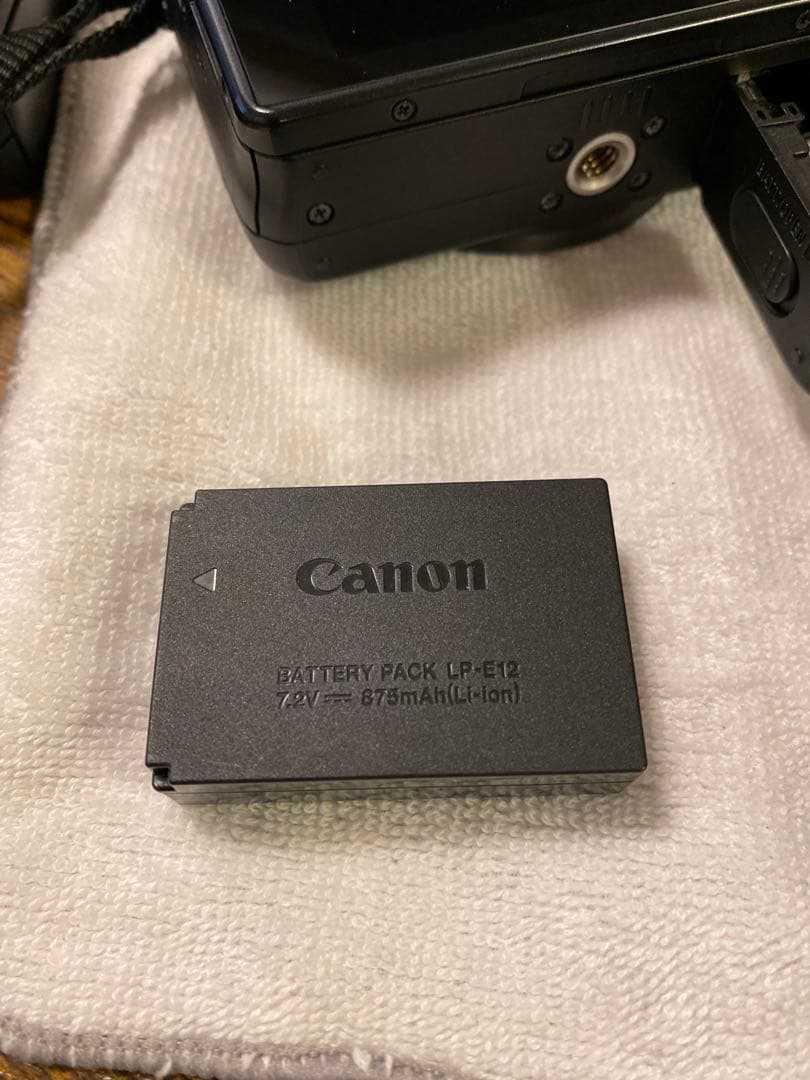 Canon
BATTERY PACK LP-E12
7.2V⎓ 875mAh(Li-ion)